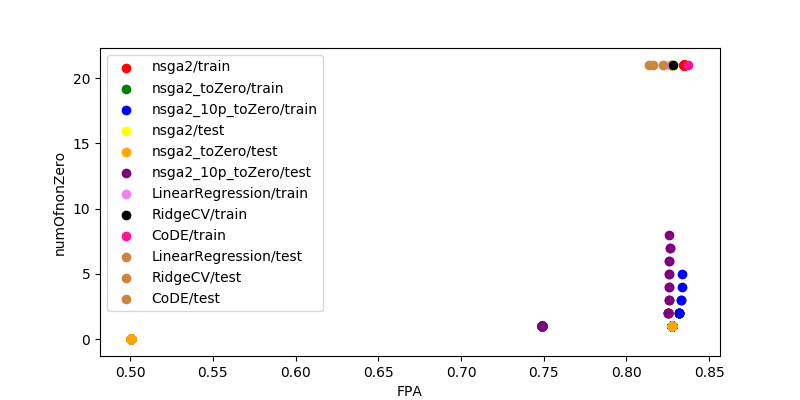 nsga2/train
nsga2_toZero/train
nsga2_10p_toZero/train
nsga2/test
nsga2_toZero/test
nsga2_10p_toZero/test
LinearRegression/train
RidgeCV/train
CoDE/train
LinearRegression/test
RidgeCV/test
CoDE/test
numOfnonZero
20
15
10
5
0
0.50
0.55
0.60
0.65
0.70
0.75
0.80
0.85
FPA